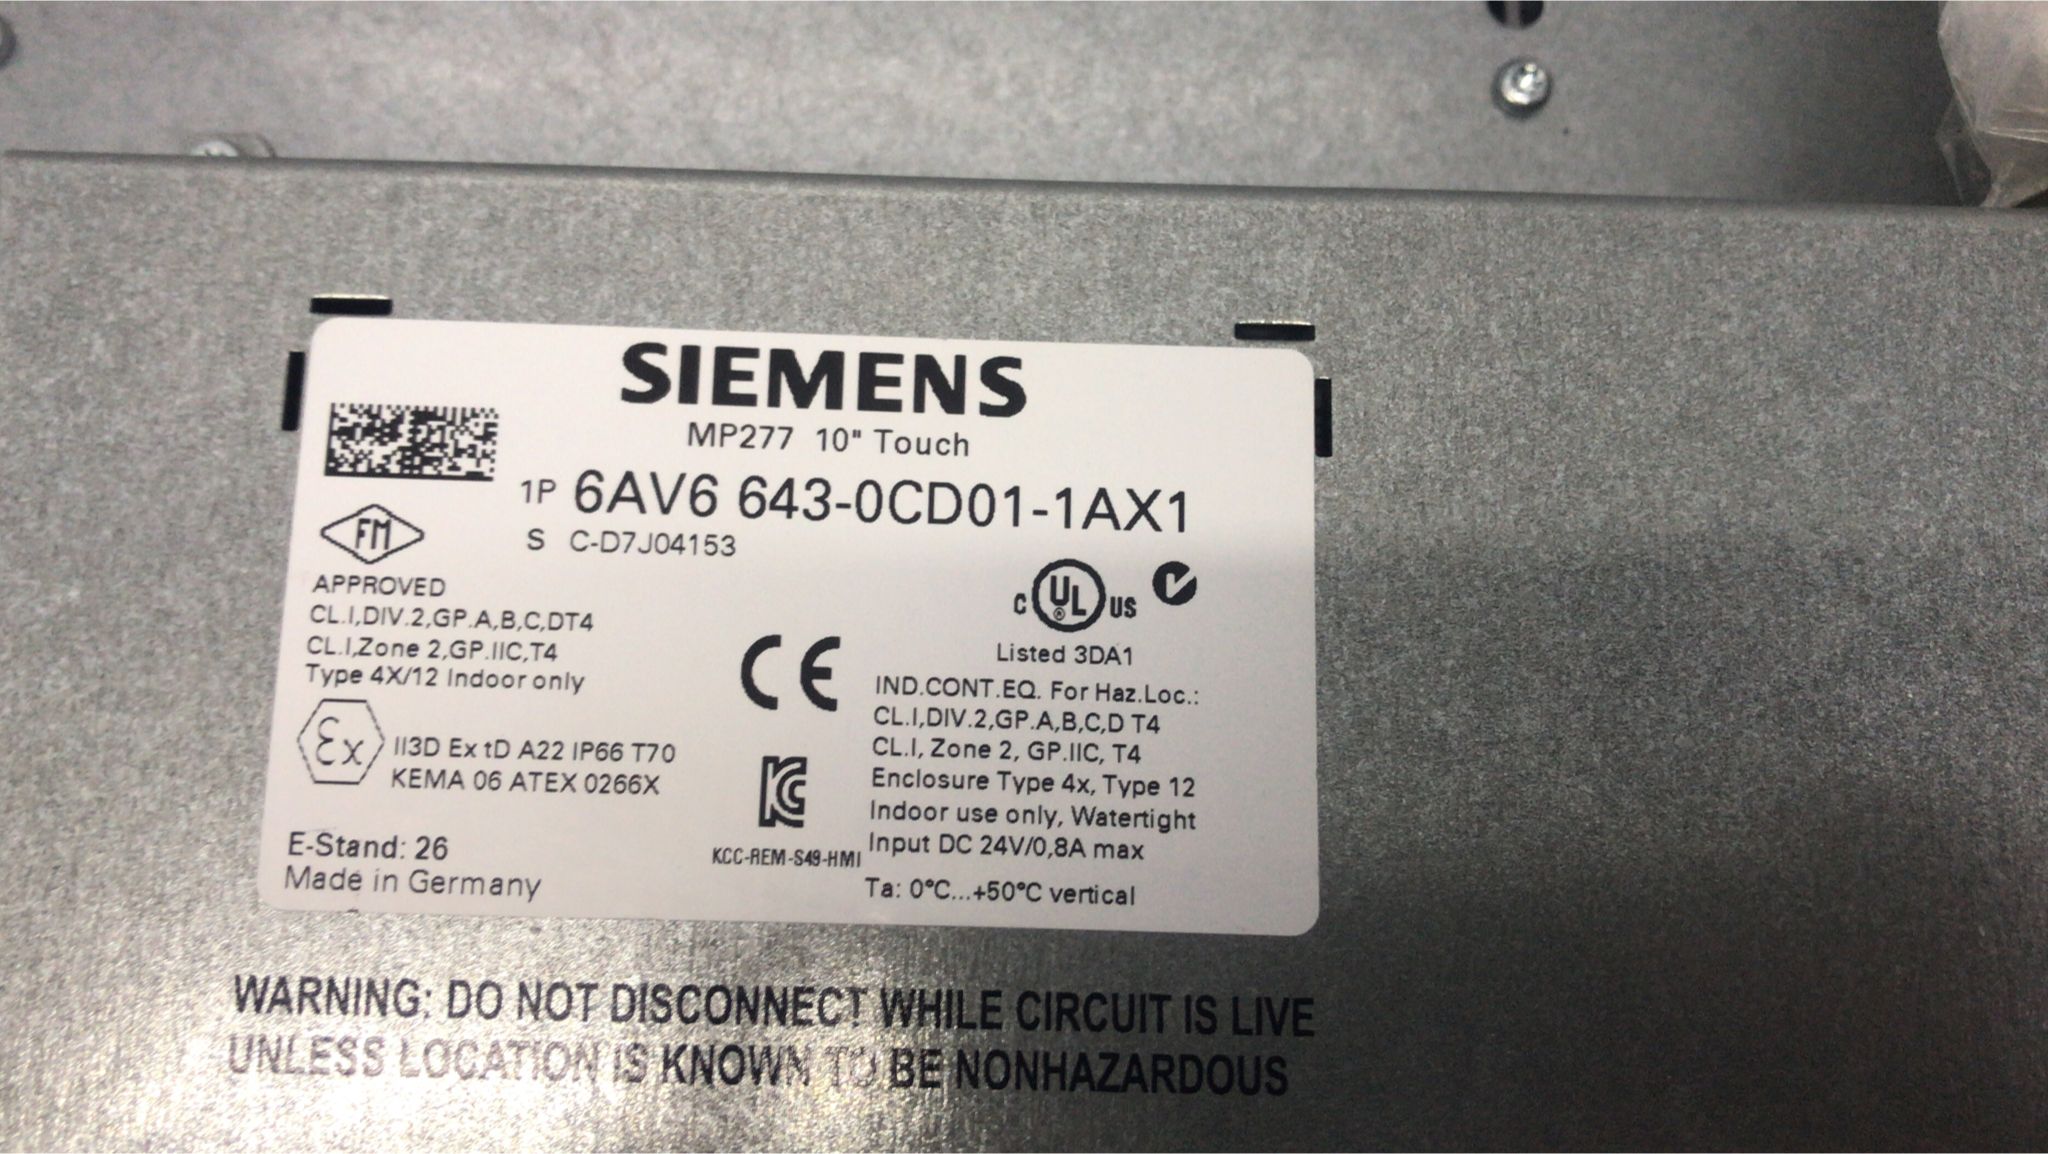 SIEMENS
MP277 10" Touch
1P 6AV6 643-0CD01-1AX1
S C-D7J04153
FM
APPROVED
CL.I,DIV.2,GP.A,B,C,DT4
CL.I,Zone 2,GP.IIC,T4
Type 4X/12 Indoor only
Ex
II3D Ex tD A22 IP66 T70
KEMA 06 ATEX 0266X
E-Stand: 26
Made in Germany
CE
KC
KCC-REM-S49-HMI
C UL® US
Listed 3DA1
IND.CONT.EQ. For Haz.Loc.:
CL.I,DIV.2,GP.A,B,C,D T4
CL.I, Zone 2, GP.IIC, T4
Enclosure Type 4x, Type 12
Indoor use only, Watertight
Input DC 24V/0,8A max
Ta: 0°C...+50°C vertical
WARNING: DO NOT DISCONNECT WHILE CIRCUIT IS LIVE
UNLESS LOCATION IS KNOWN TO BE NONHAZARDOUS